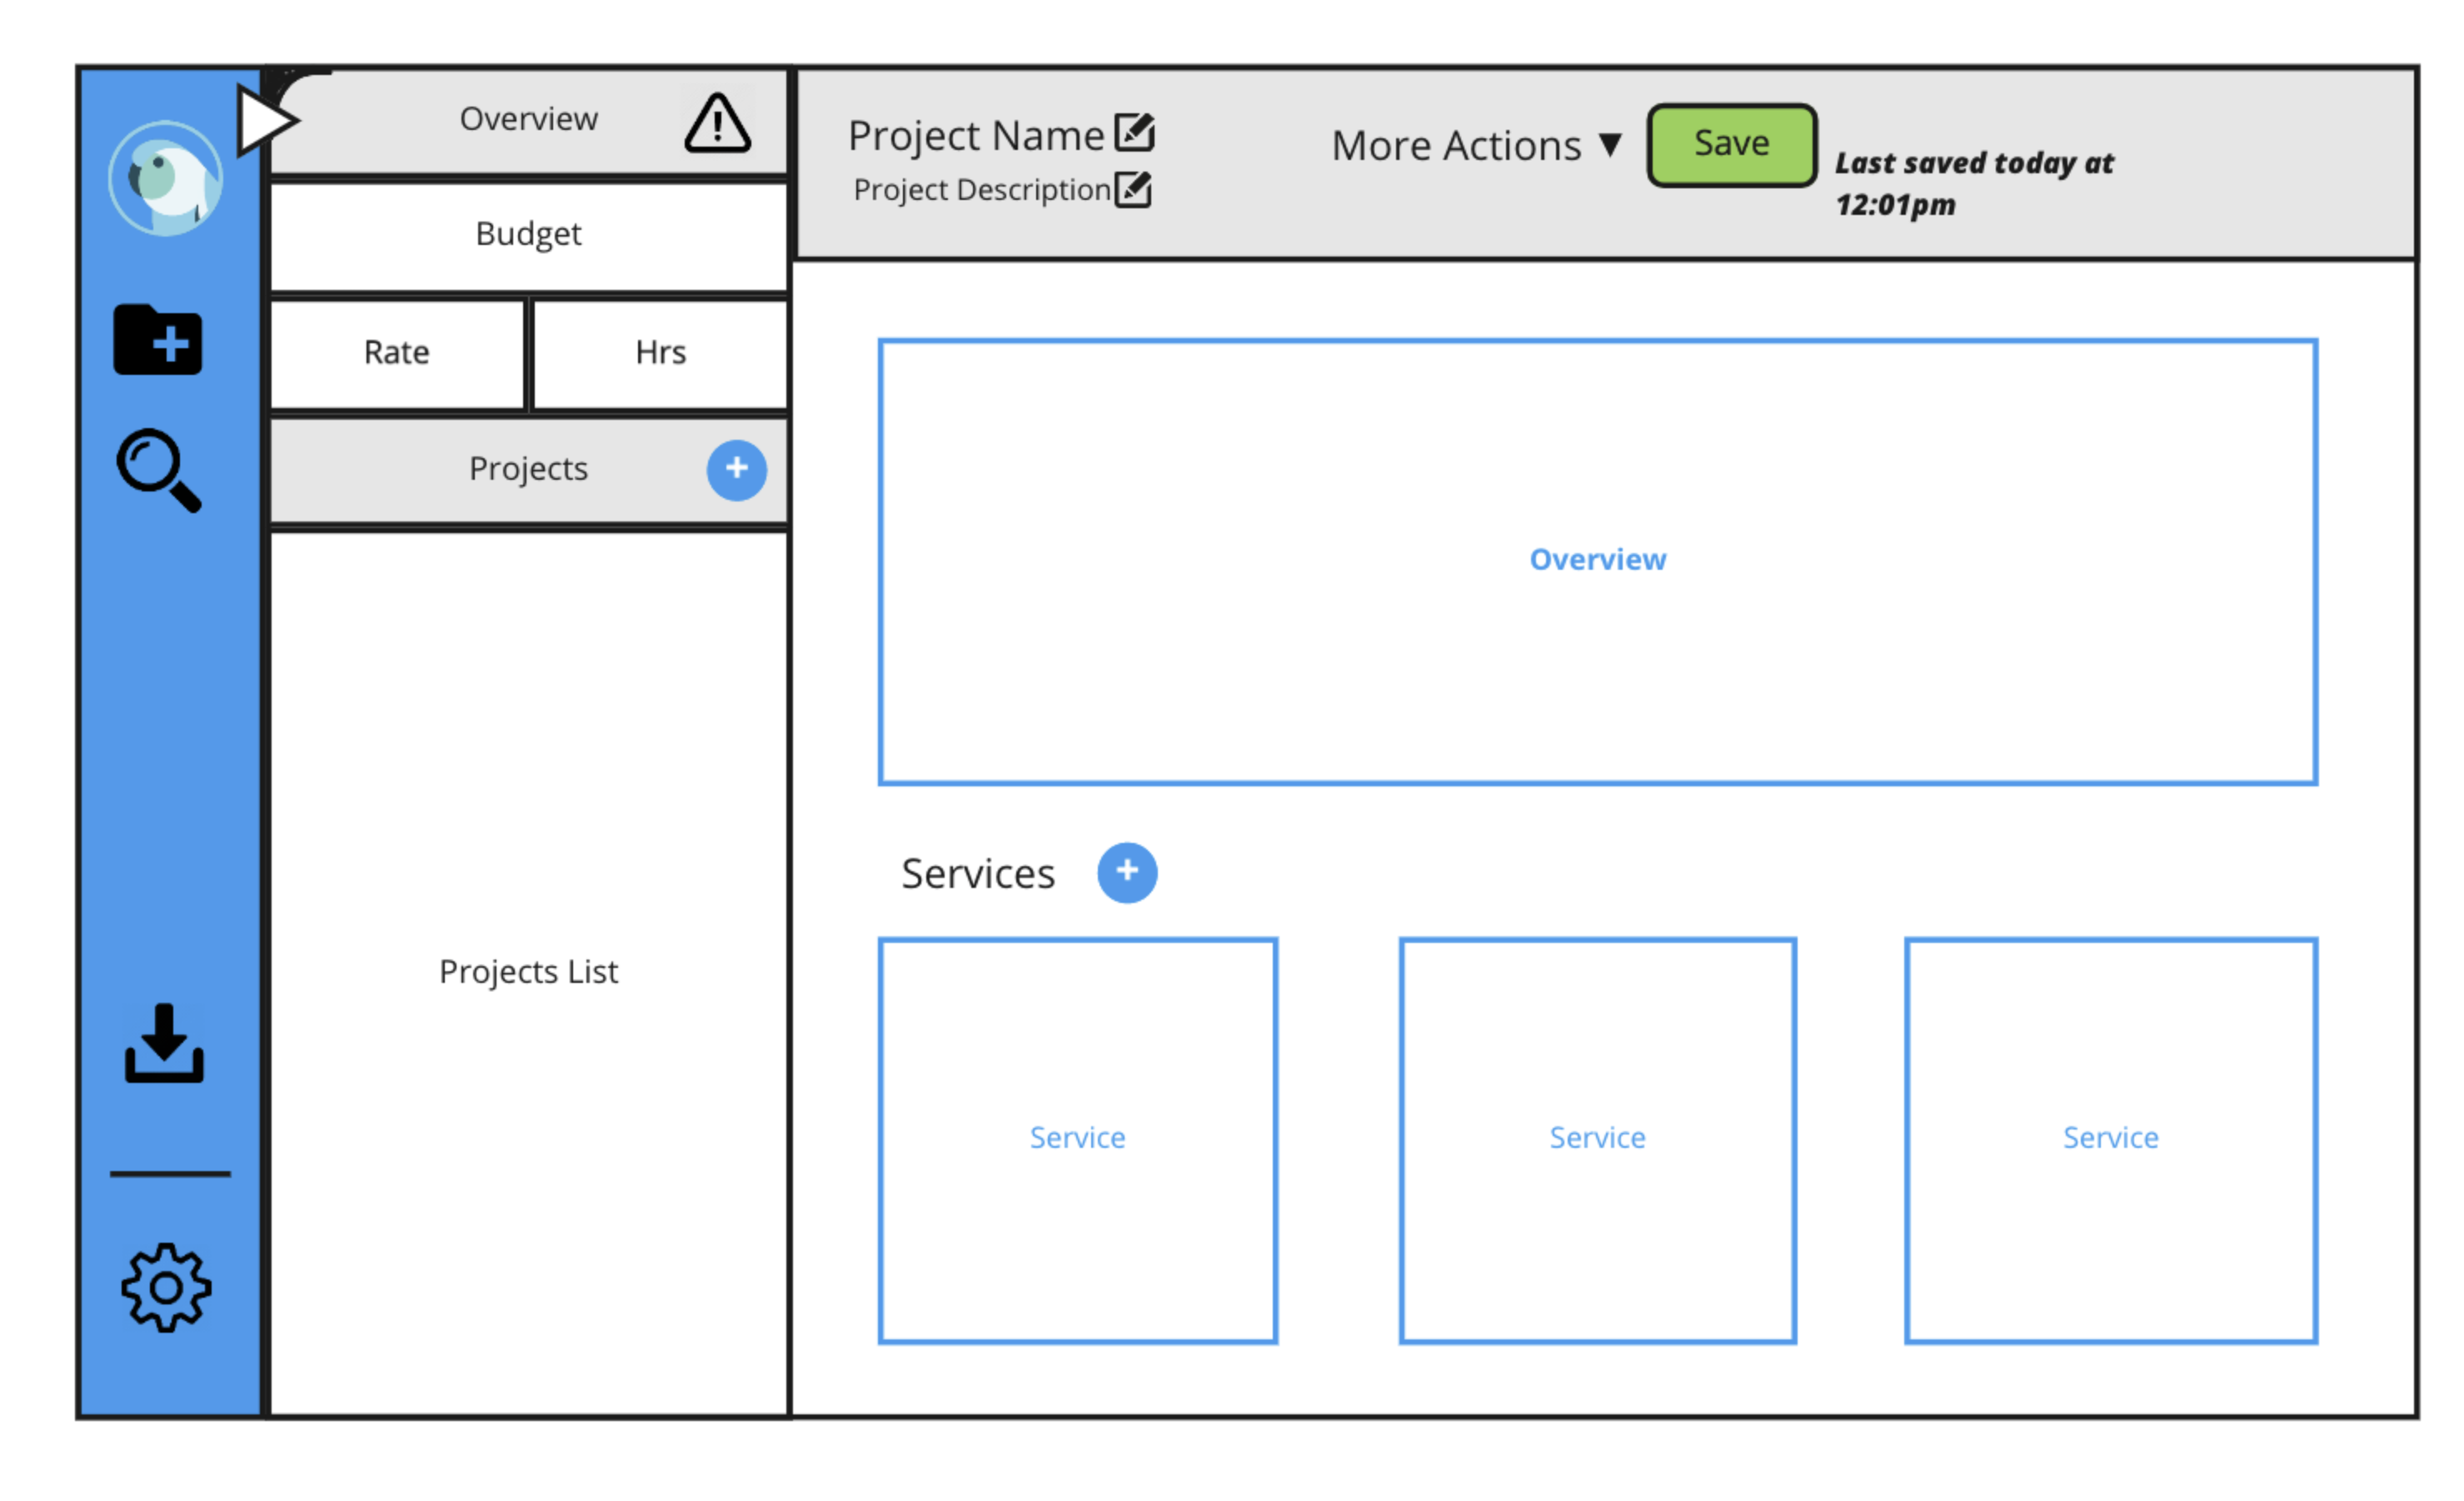 Overview
Budget
Rate
Hrs
Projects
Projects List
Project Name
Project Description
More Actions ▼
Save
Last saved today at
12:01pm
Overview
Services
Service
Service
Service